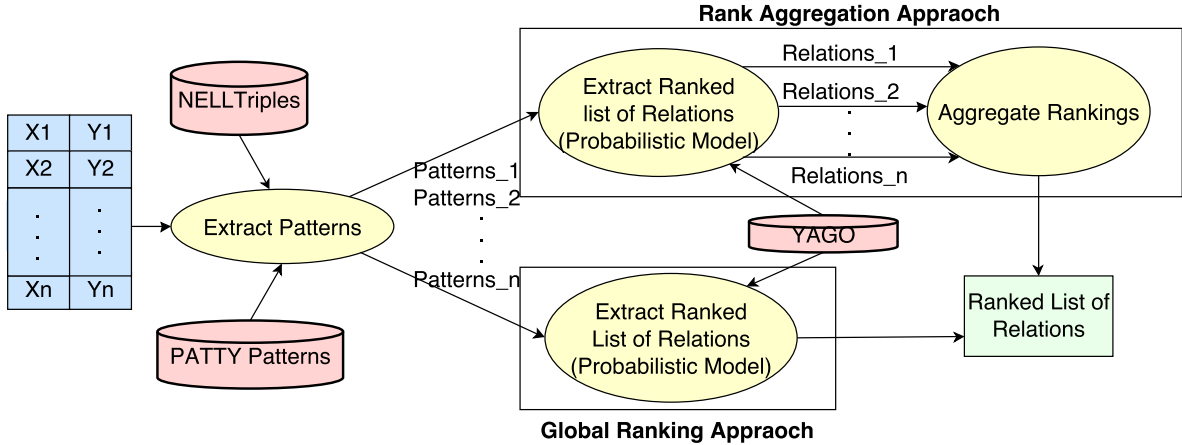 Rank Aggregation Appraoch
NELLTriples
X1 Y1
X2 Y2
. .
. .
. .
Xn Yn
Extract Patterns
PATTY Patterns
Patterns_1
Patterns_2
.
.
.
Patterns_n
Extract Ranked
list of Relations
(Probabilistic Model)
Relations_1
Relations_2
.
.
.
Relations_n
Aggregate Rankings
YAGO
Extract Ranked
List of Relations
(Probabilistic Model)
Ranked List of
Relations
Global Ranking Appraoch